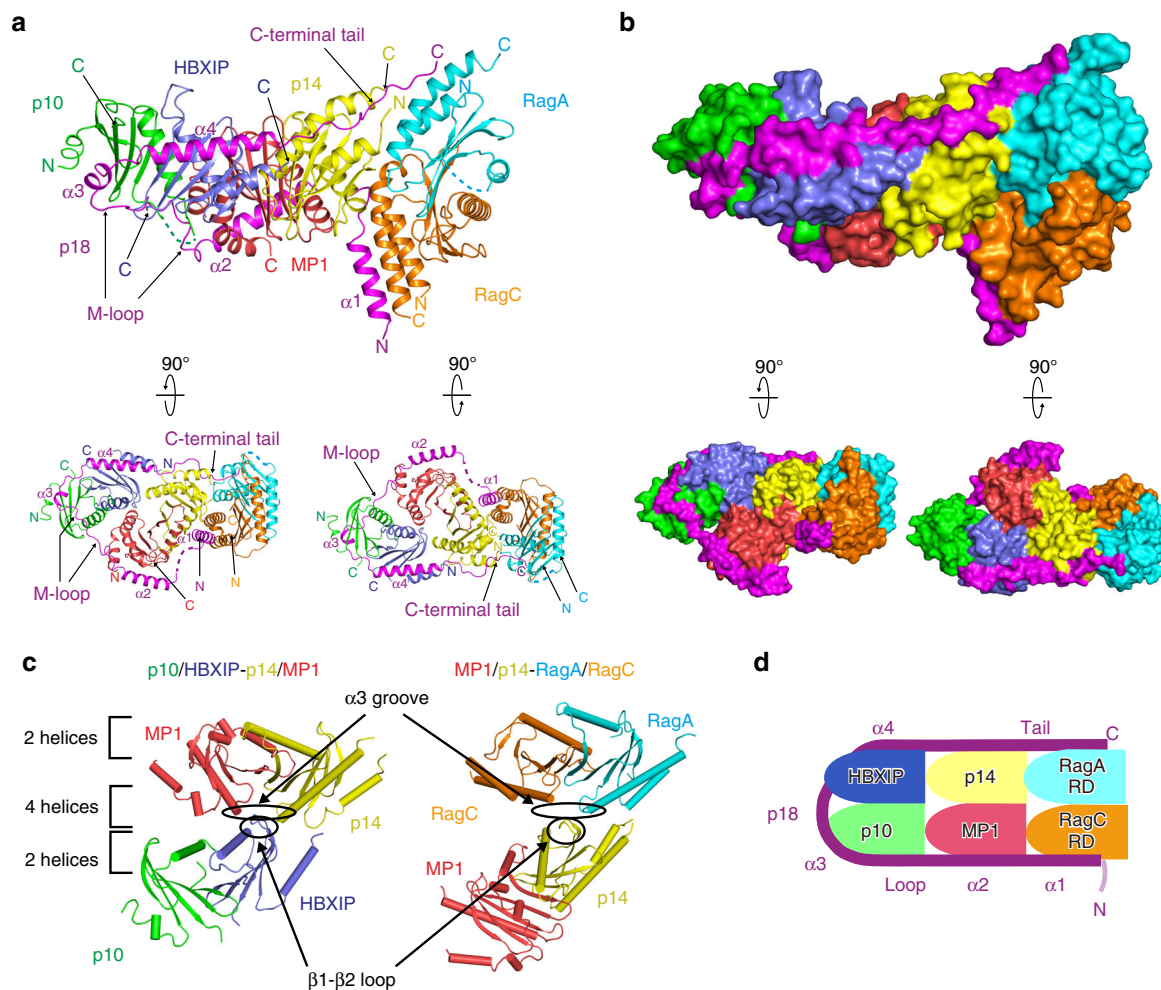 a
C-terminal tail
C
C
HBXIP
C
p14
C
p10
N
N
RagA
α4
N
α3
p18
C
α2
C
MP1
α1
N
C
RagC
M-loop
N
90°
90°
C-terminal tail
C
α4
N
C
α3
N
C
α1
M-loop
N
α2
N
N
C
α2
M-loop
α1
N
α3
N
C
α4
N
C
C
N
C-terminal tail
b
90°
90°
c
p10/HBXIP-p14/MP1
MP1/p14-RagA/RagC
α3 groove
2 helices
4 helices
2 helices
MP1
p14
HBXIP
p10
RagA
RagC
MP1
p14
β1-β2 loop
d
α4
Tail
C
HBXIP
p14
RagA
RD
p18
p10
MP1
RagC
RD
α3
Loop
α2
α1
N